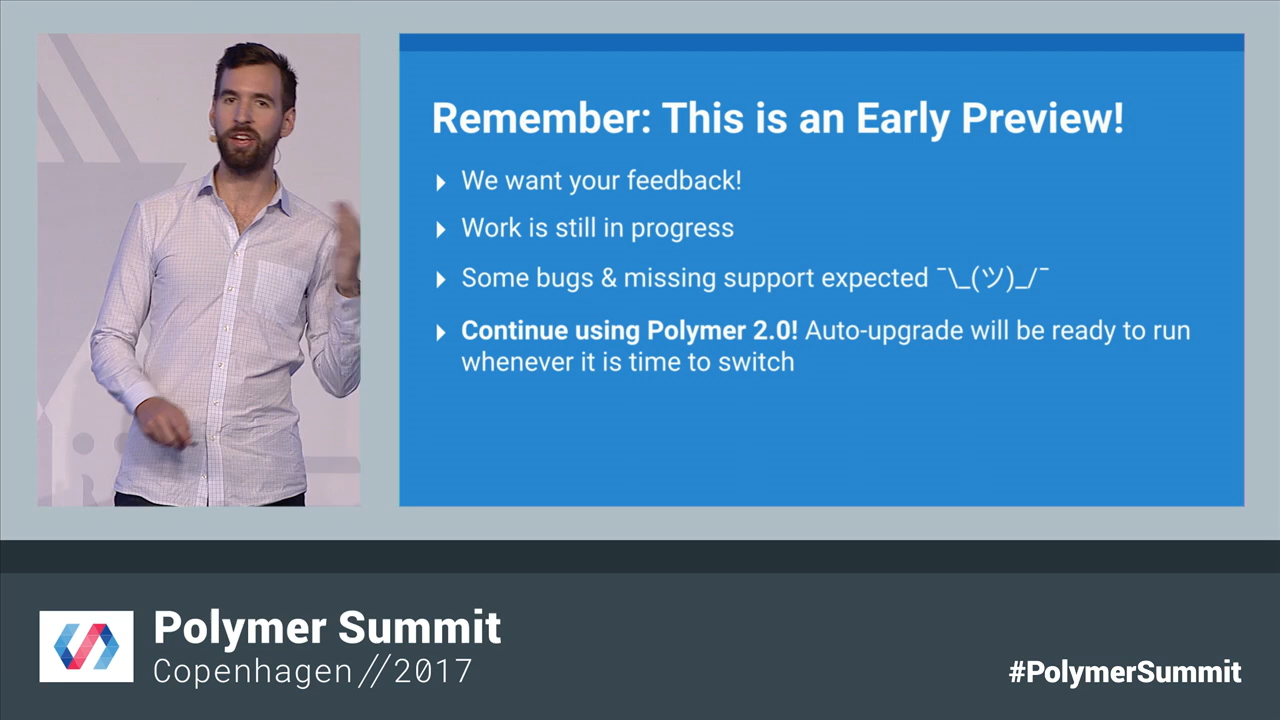 Remember: This is an Early Preview!
We want your feedback!
Work is still in progress
Some bugs & missing support expected ¯\_(ツ)_/¯
Continue using Polymer 2.0! Auto-upgrade will be ready to run
whenever it is time to switch
Polymer Summit
Copenhagen//2017
#PolymerSummit